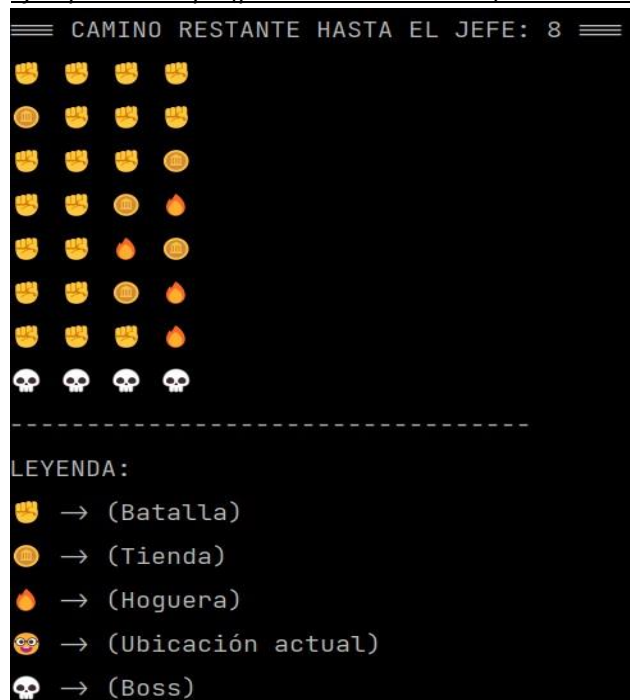 ═══ CAMINO RESTANTE HASTA EL JEFE: 8 ═══
✊ ✊ ✊ ✊
🪙 ✊ ✊ ✊
✊ ✊ ✊ 🪙
✊ ✊ 🪙 🔥
✊ ✊ 🔥 🪙
✊ ✊ 🪙 🔥
✊ ✊ ✊ 🔥
💀 💀 💀 💀
----------------------------------
LEYENDA:
✊ → (Batalla)
🪙 → (Tienda)
🔥 → (Hoguera)
🥸 → (Ubicación actual)
💀 → (Boss)